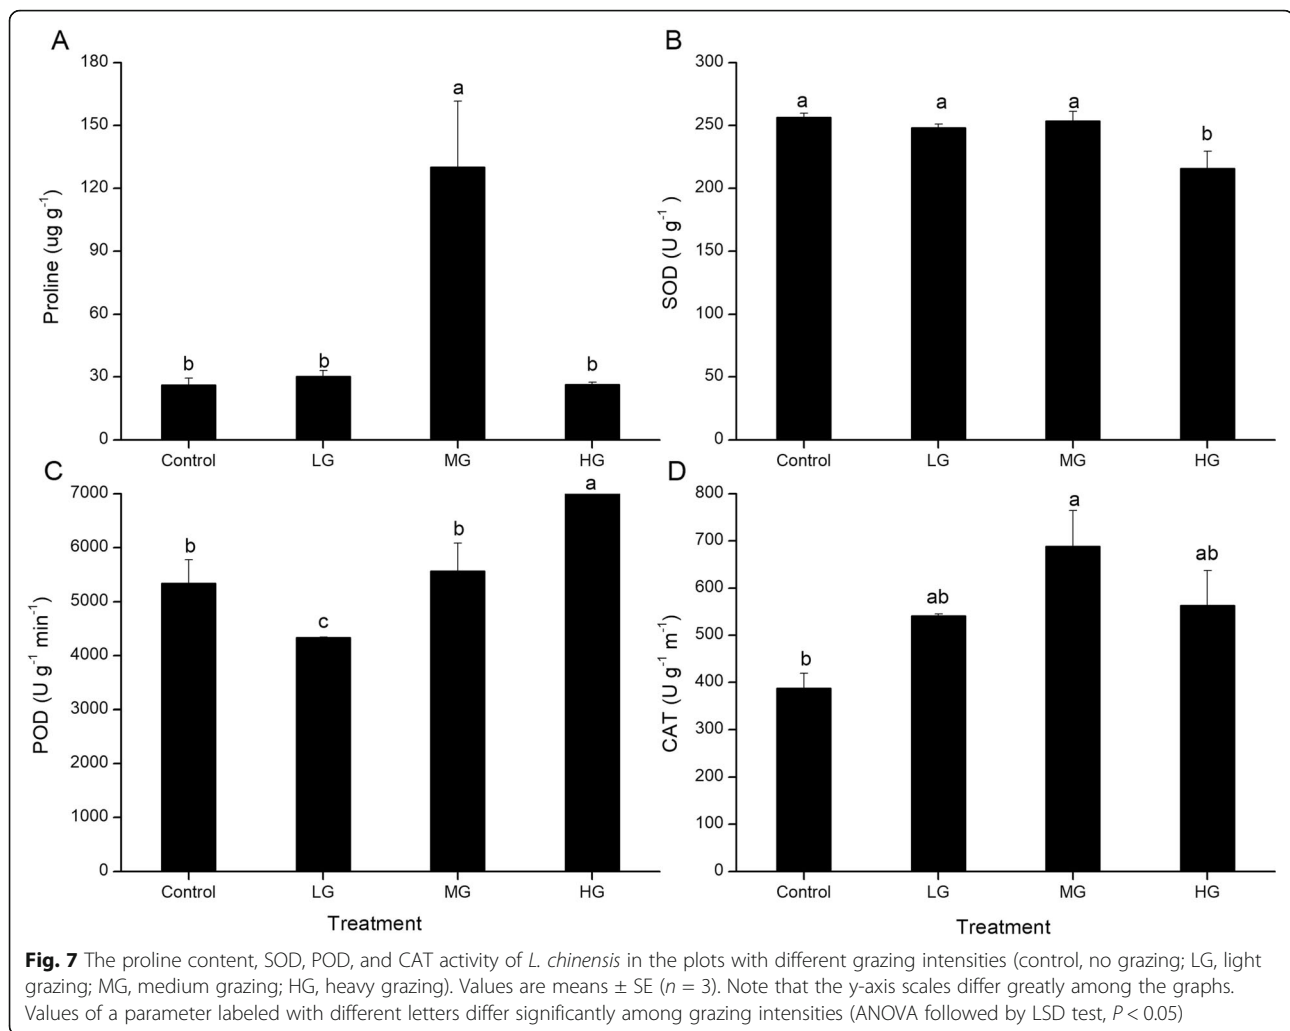 A
180
150
120
90
60
30
0
Proline (ug g-1)
b
b
a
b
Control LG MG HG
B
300
250
200
150
100
50
0
SOD (U g-1 )
a
a
a
b
Control LG MG HG
C
7000
6000
5000
4000
3000
2000
1000
0
POD (U g-1 min-1)
b
c
b
a
Control LG MG HG
Treatment
D
800
700
600
500
400
300
200
100
0
CAT (U g-1 m-1)
b
ab
a
ab
Control LG MG HG
Treatment
Fig. 7 The proline content, SOD, POD, and CAT activity of L. chinensis in the plots with different grazing intensities (control, no grazing; LG, light
grazing; MG, medium grazing; HG, heavy grazing). Values are means ± SE (n = 3). Note that the y-axis scales differ greatly among the graphs.
Values of a parameter labeled with different letters differ significantly among grazing intensities (ANOVA followed by LSD test, P < 0.05)